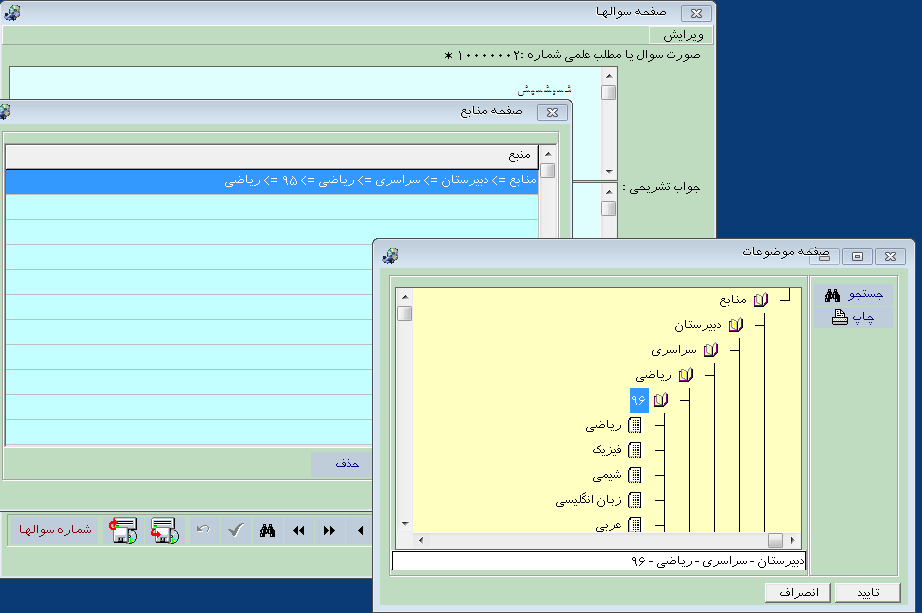 صفحه سوالها
ویرایش
صورت سوال یا مطلب علمی شماره :۱۰۰۰۰۰۰۲ *
شسیشسیش
صفحه منابع
منبع
منابع => دبیرستان => سراسری => ریاضی => ۹۵ => ریاضی
جواب تشریحی :
صفحه موضوعات
جستجو
چاپ
منابع
دبیرستان
سراسری
ریاضی
۹۶
ریاضی
فیزیک
شیمی
زبان انگلیسی
عربی
حذف
شماره سوالها
دبیرستان - سراسری - ریاضی - ۹۶
تایید
انصراف